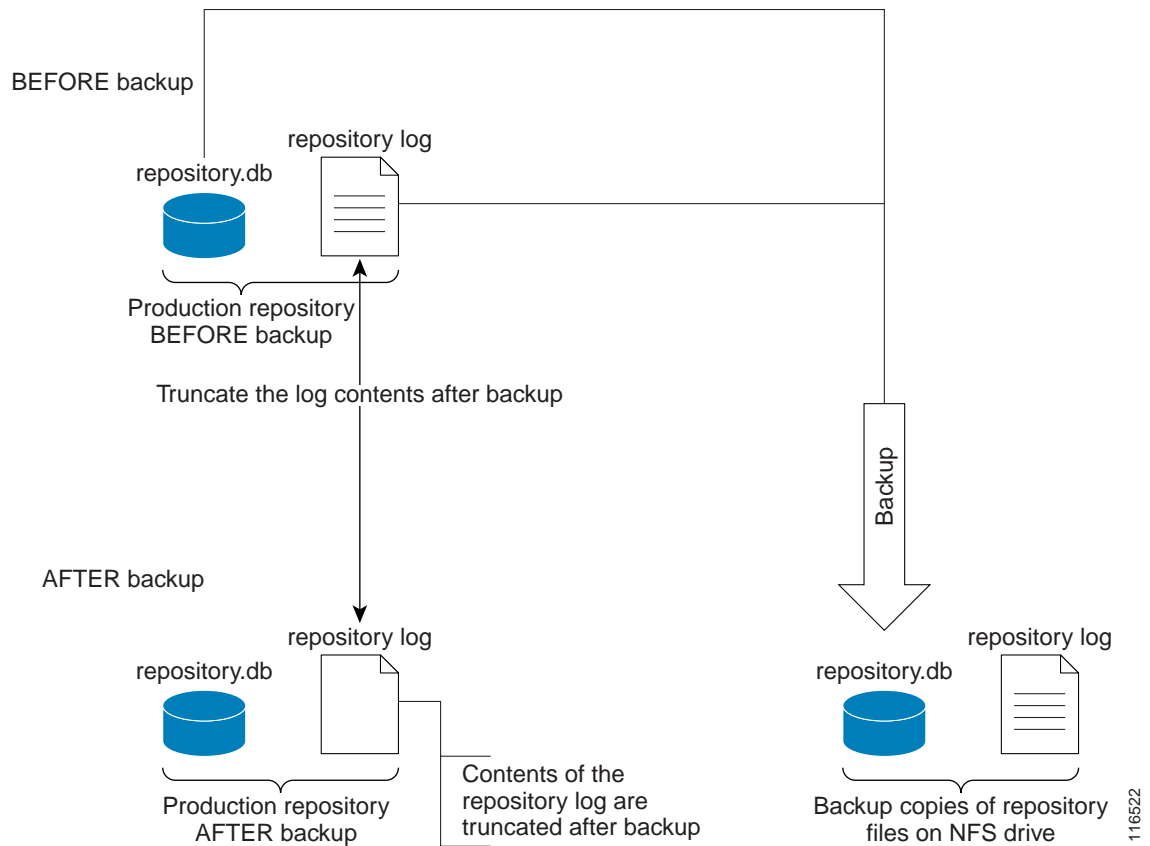 BEFORE backup
repository log
repository.db
Production repository
BEFORE backup
Truncate the log contents after backup
Backup
AFTER backup
repository log
repository.db
Production repository
AFTER backup
Contents of the
repository log are
truncated after backup
repository log
repository.db
Backup copies of repository
files on NFS drive
116522